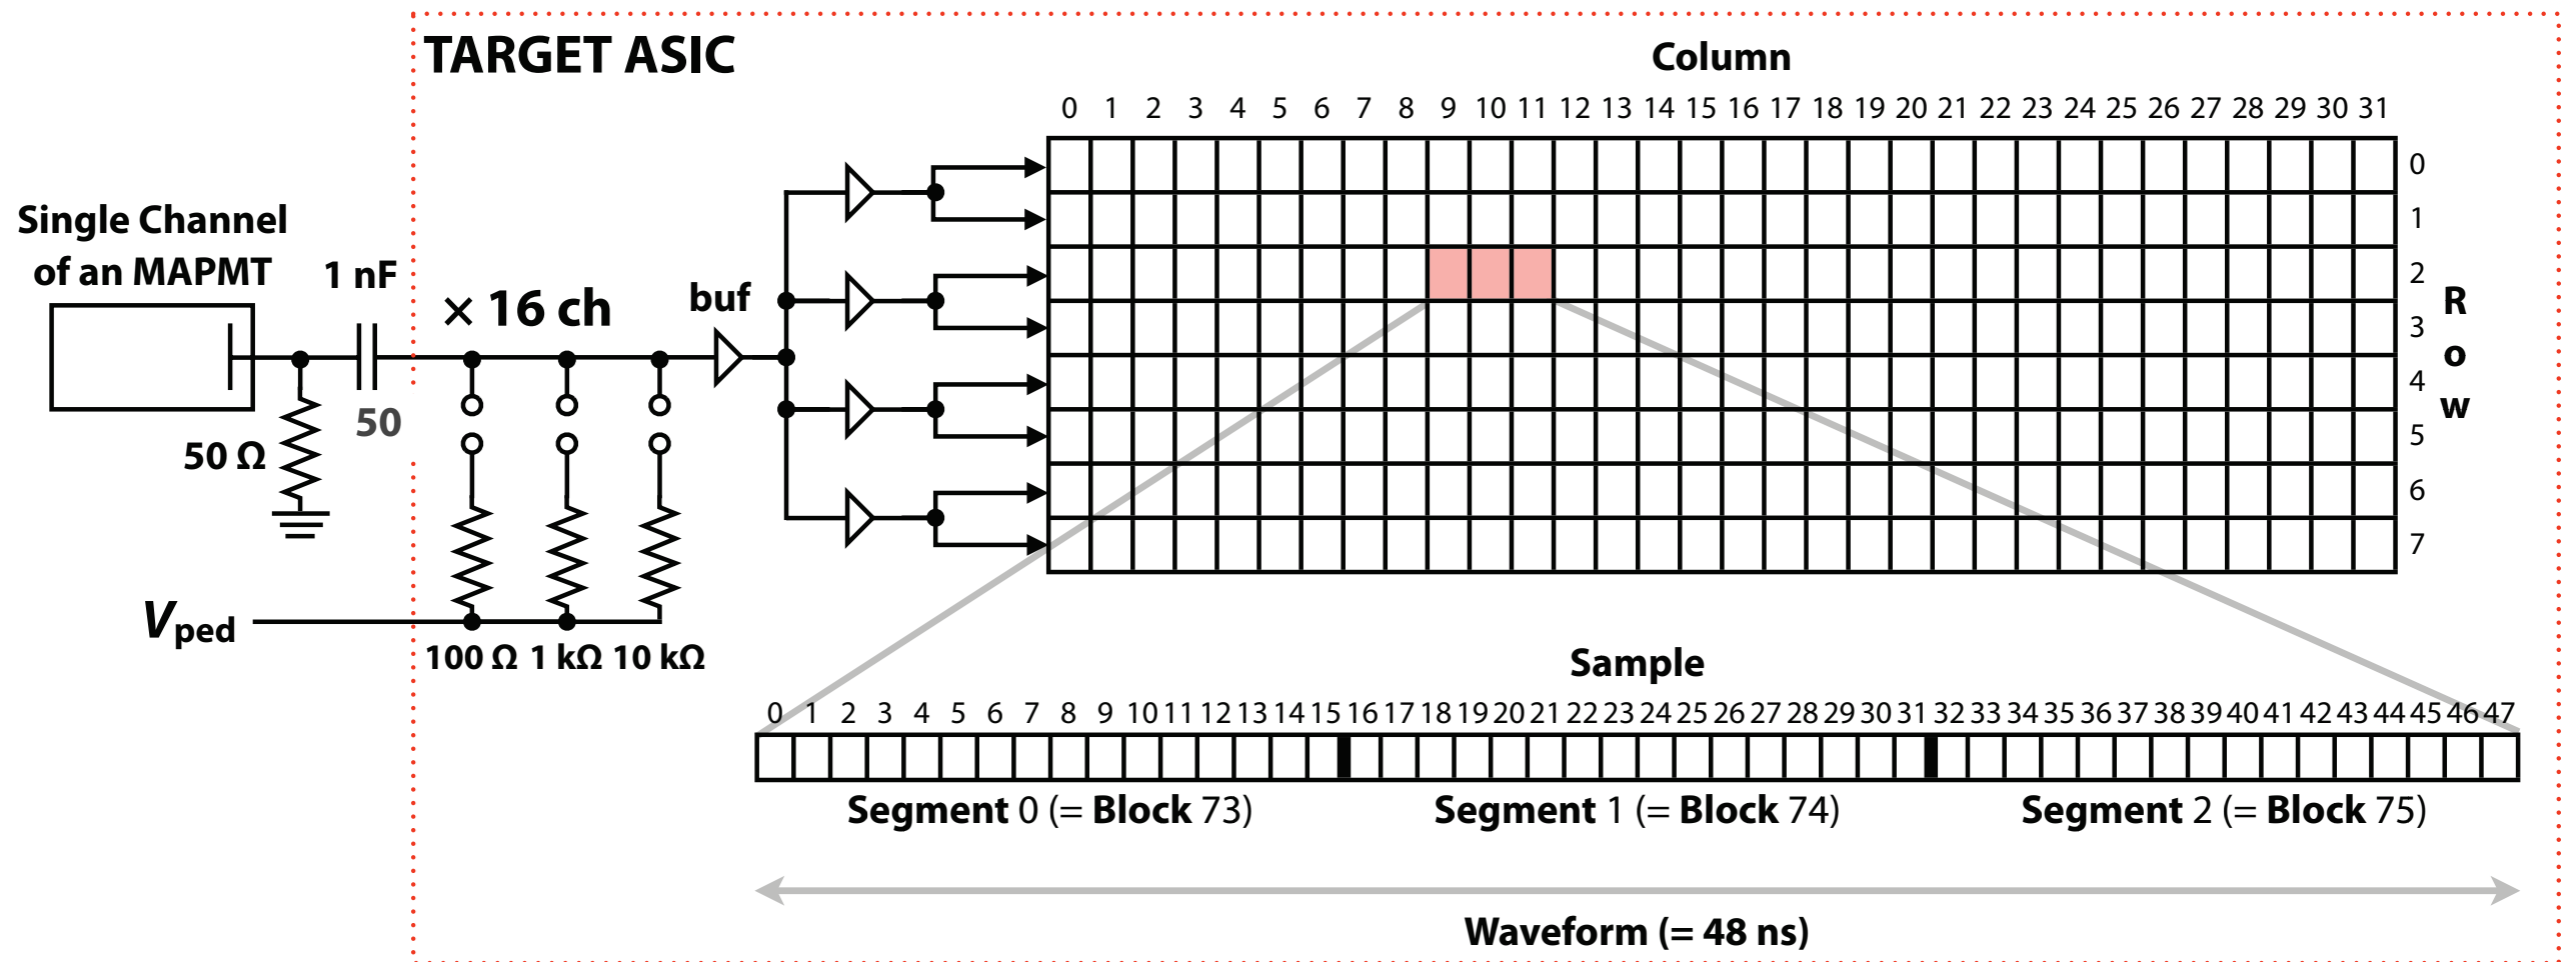 TARGET ASIC
Column
0 1 2 3 4 5 6 7 8 9 10 11 12 13 14 15 16 17 18 19 20 21 22 23 24 25 26 27 28 29 30 31
0
1
2
3
4
5
6
7
Row
Single Channel
of an MAPMT
1 nF
50
50 Ω
× 16 ch
buf
Vped
100 Ω 1 kΩ 10 kΩ
Sample
0 1 2 3 4 5 6 7 8 9 10 11 12 13 14 15 16 17 18 19 20 21 22 23 24 25 26 27 28 29 30 31 32 33 34 35 36 37 38 39 40 41 42 43 44 45 46 47
Segment 0 (= Block 73)
Segment 1 (= Block 74)
Segment 2 (= Block 75)
Waveform (= 48 ns)